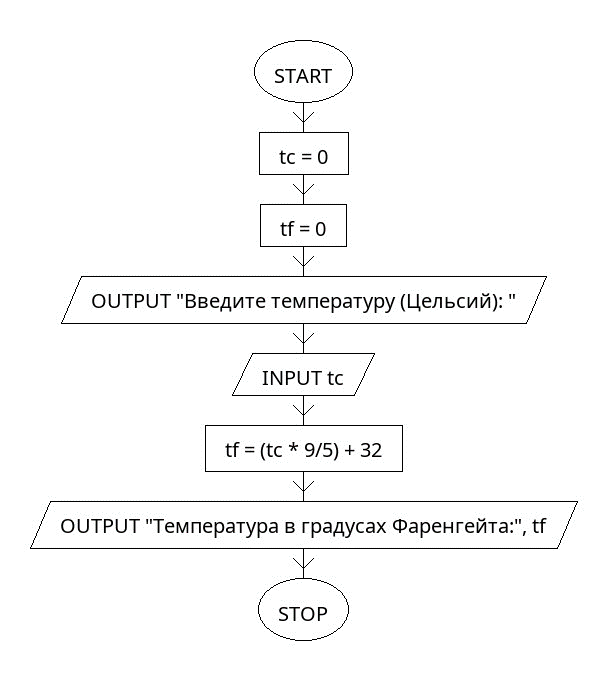 START
tc = 0
tf = 0
OUTPUT "Введите температуру (Цельсий): "
INPUT tc
tf = (tc * 9/5) + 32
OUTPUT "Температура в градусах Фаренгейта:", tf
STOP